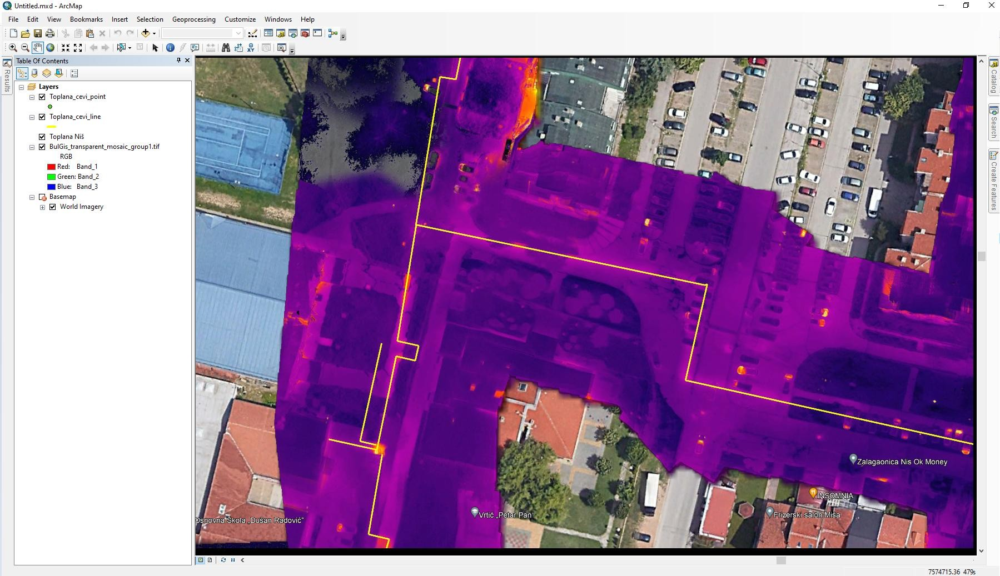 Untitled.mxd - ArcMap
File Edit View Bookmarks Insert Selection Geoprocessing Customize Windows Help
Table Of Contents
Results
Layers
Toplana_cevi_point
Toplana_cevi_line
Toplana Niš
BulGis_transparent_mosaic_group1.tif
RGB
Red: Band_1
Green: Band_2
Blue: Band_3
Basemap
World Imagery
Catalog
Search
Create Features
Zalagaonica Nis Ok Money
INSOMNIA
Frizerski salon Miša
Vrtić „Petar Pan”
Osnovna Škola „Dušan Radović”
7574715.36 479s